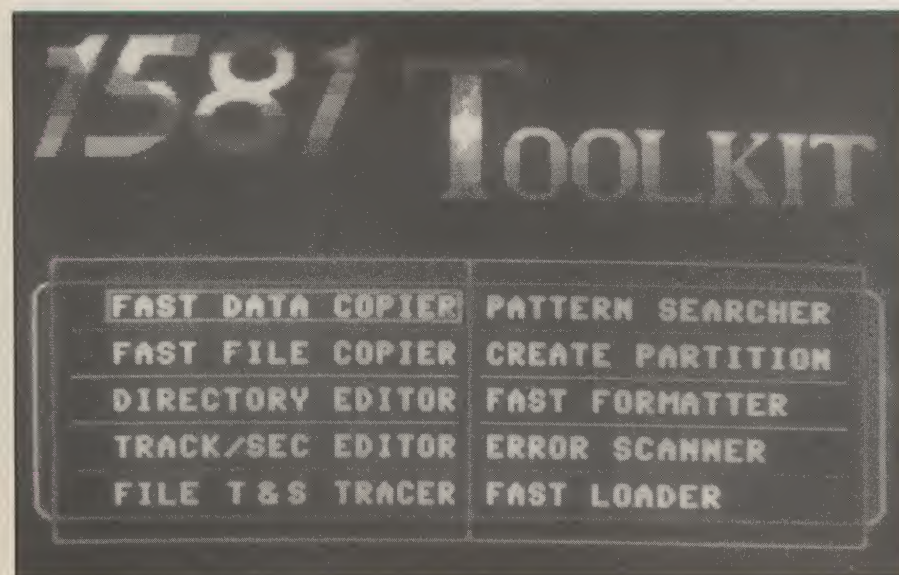 1581 TOOLKIT
FAST DATA COPIER
FAST FILE COPIER
DIRECTORY EDITOR
TRACK/SEC EDITOR
FILE T&S TRACER
PATTERN SEARCHER
CREATE PARTITION
FAST FORMATTER
ERROR SCANNER
FAST LOADER